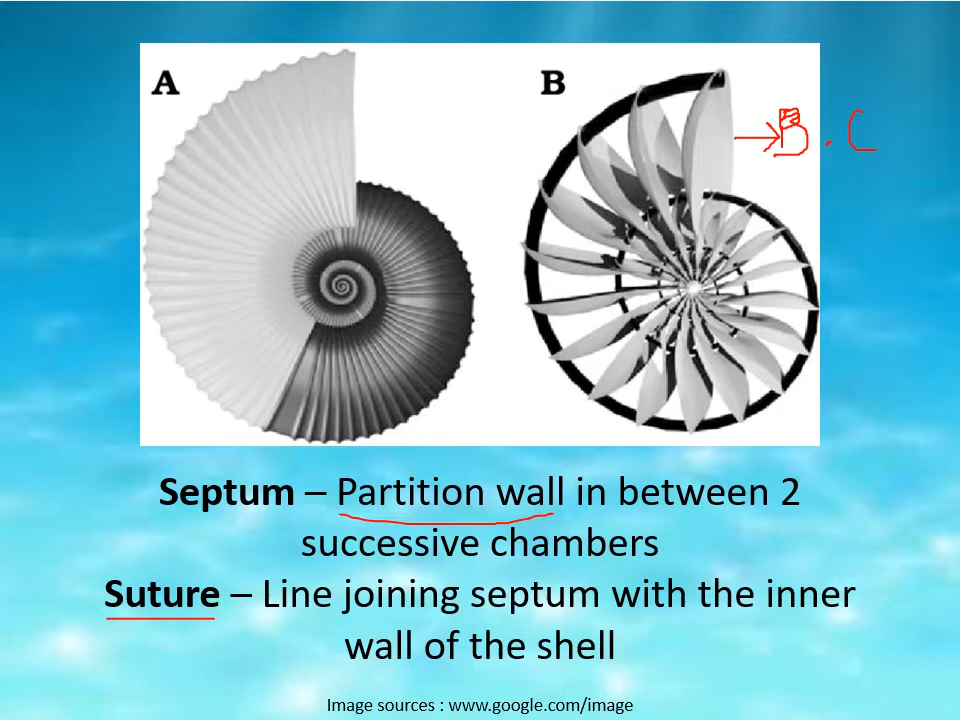 A
B
B . C
Septum – Partition wall in between 2
successive chambers
Suture – Line joining septum with the inner
wall of the shell
Image sources : www.google.com/image